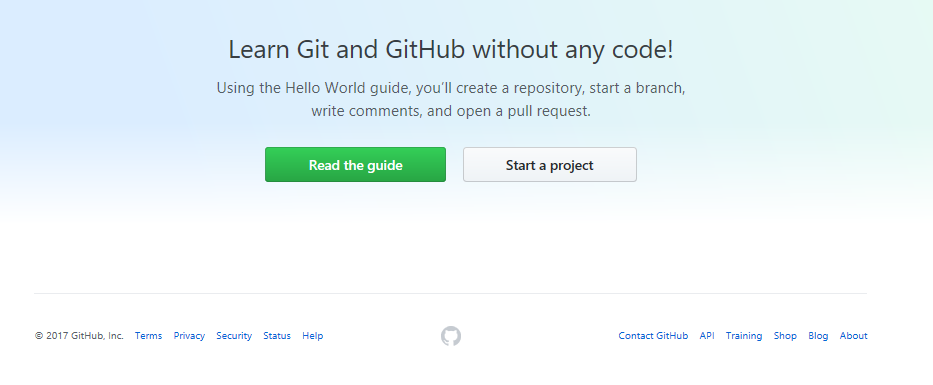 Learn Git and GitHub without any code!
Using the Hello World guide, you’ll create a repository, start a branch,
write comments, and open a pull request.
Read the guide Start a project
© 2017 GitHub, Inc. Terms Privacy Security Status Help Contact GitHub API Training Shop Blog About